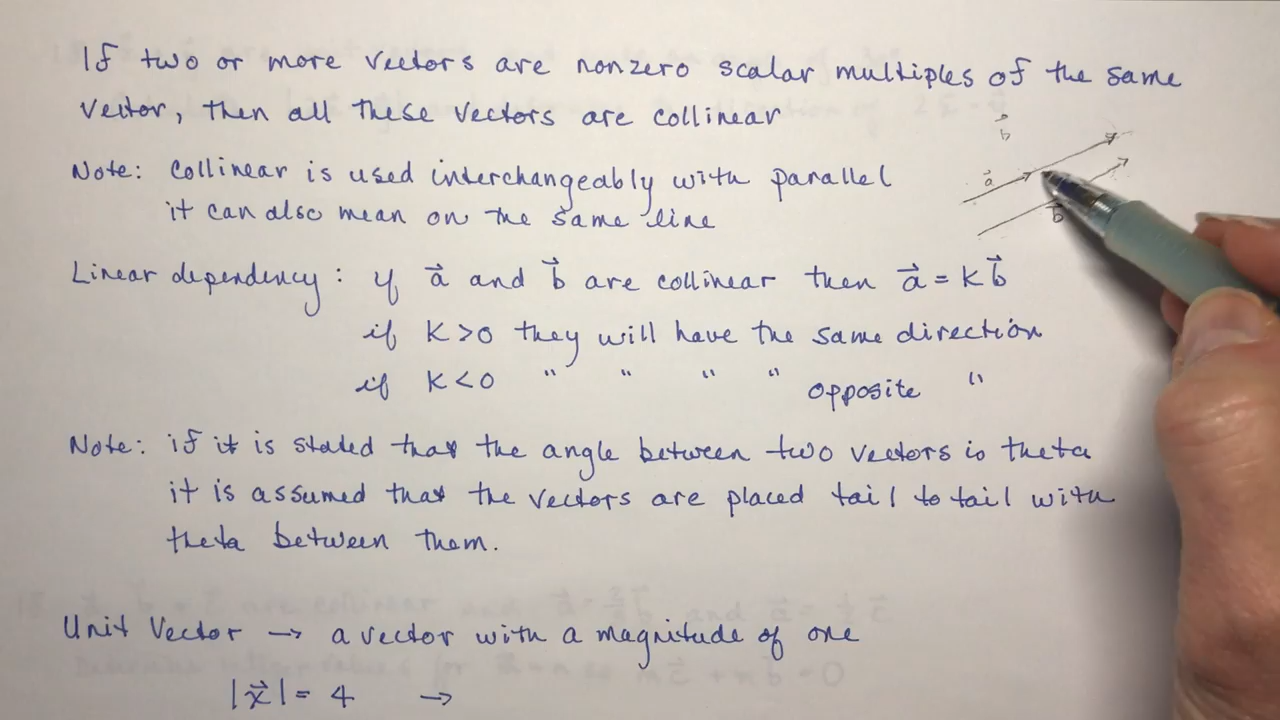 If two or more vectors are nonzero scalar multiples of the same
vector, then all these vectors are collinear
b⃗
Note: collinear is used interchangeably with parallel
it can also mean on the same line
a⃗
b⃗
Linear dependency: if a⃗ and b⃗ are collinear then a⃗ = k b⃗
if K>0 they will have the same direction
if K<0 " " " " opposite "
Note: if it is stated that the angle between two vectors is theta
it is assumed that the vectors are placed tail to tail with
theta between them.
Unit Vector → a vector with a magnitude of one
|x⃗| = 4 →